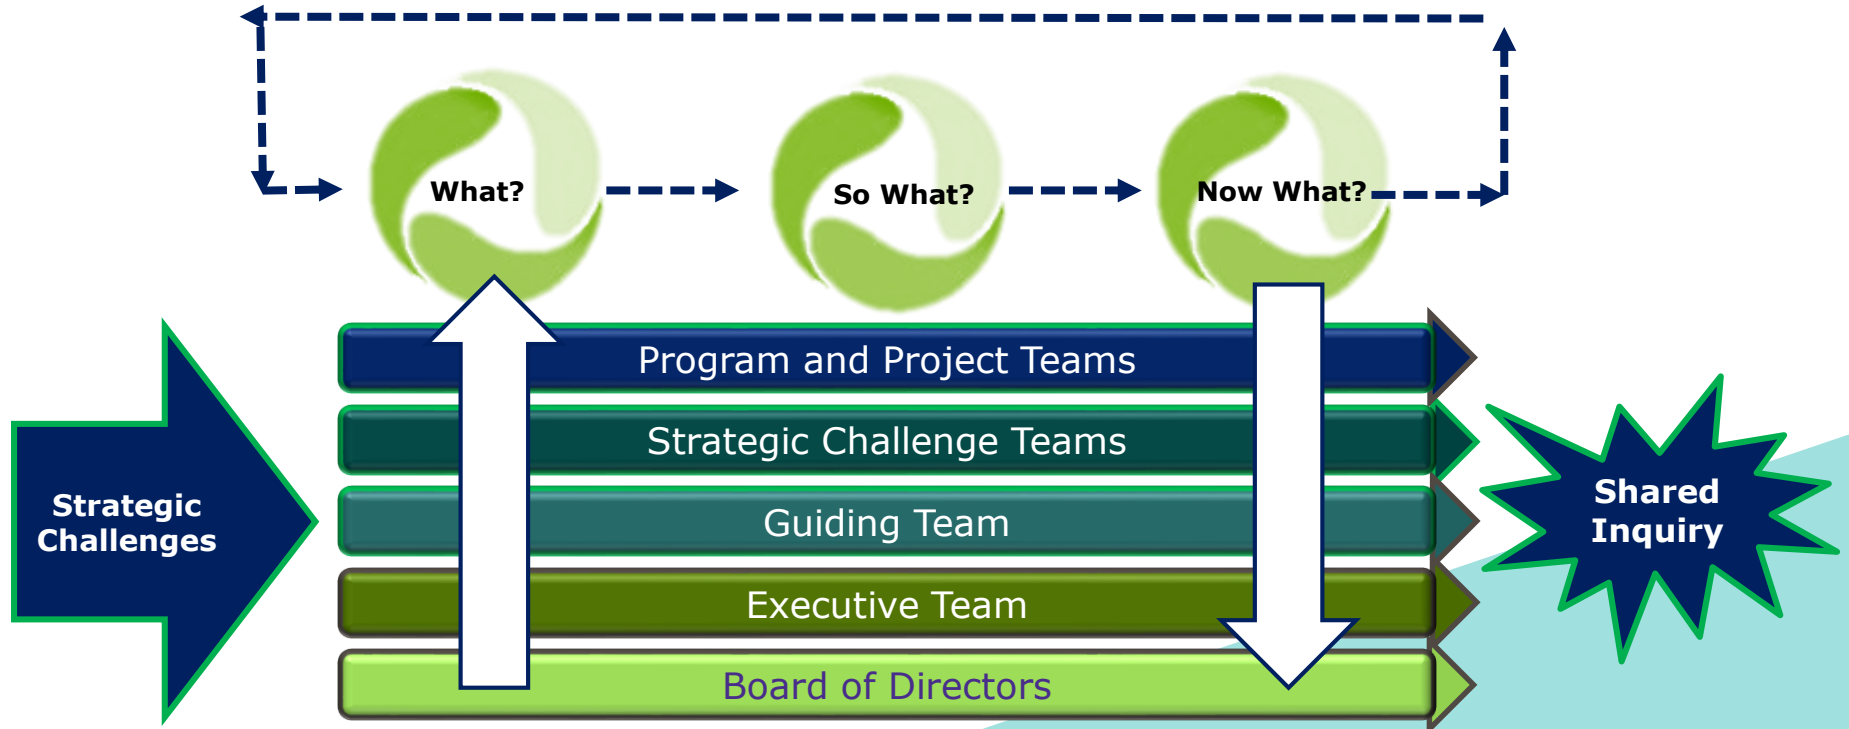 What?
So What?
Now What?
Program and Project Teams
Strategic Challenge Teams
Guiding Team
Executive Team
Board of Directors
Strategic
Challenges
Shared
Inquiry